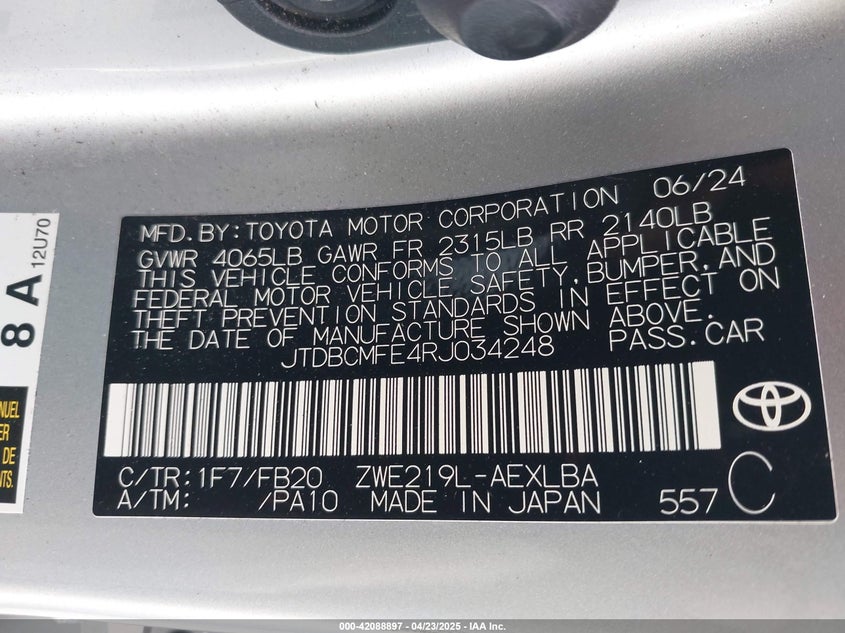 MFD.BY:TOYOTA MOTOR CORPORATION 06/24
GVWR 4065LB GAWR FR 2315LB RR 2140LB
THIS VEHICLE CONFORMS TO ALL APPLICABLE
FEDERAL MOTOR VEHICLE SAFETY,BUMPER,AND
THEFT PREVENTION STANDARDS IN EFFECT ON
THE DATE OF MANUFACTURE SHOWN ABOVE.
JTDBCMFE4RJ034248 PASS.CAR
C/TR:1F7/FB20 ZWE219L-AEXLBA
A/TM: /PA10 MADE IN JAPAN 557 C
8 A
12U70
DE
000-42088897 - 04/23/2025 - IAA Inc.